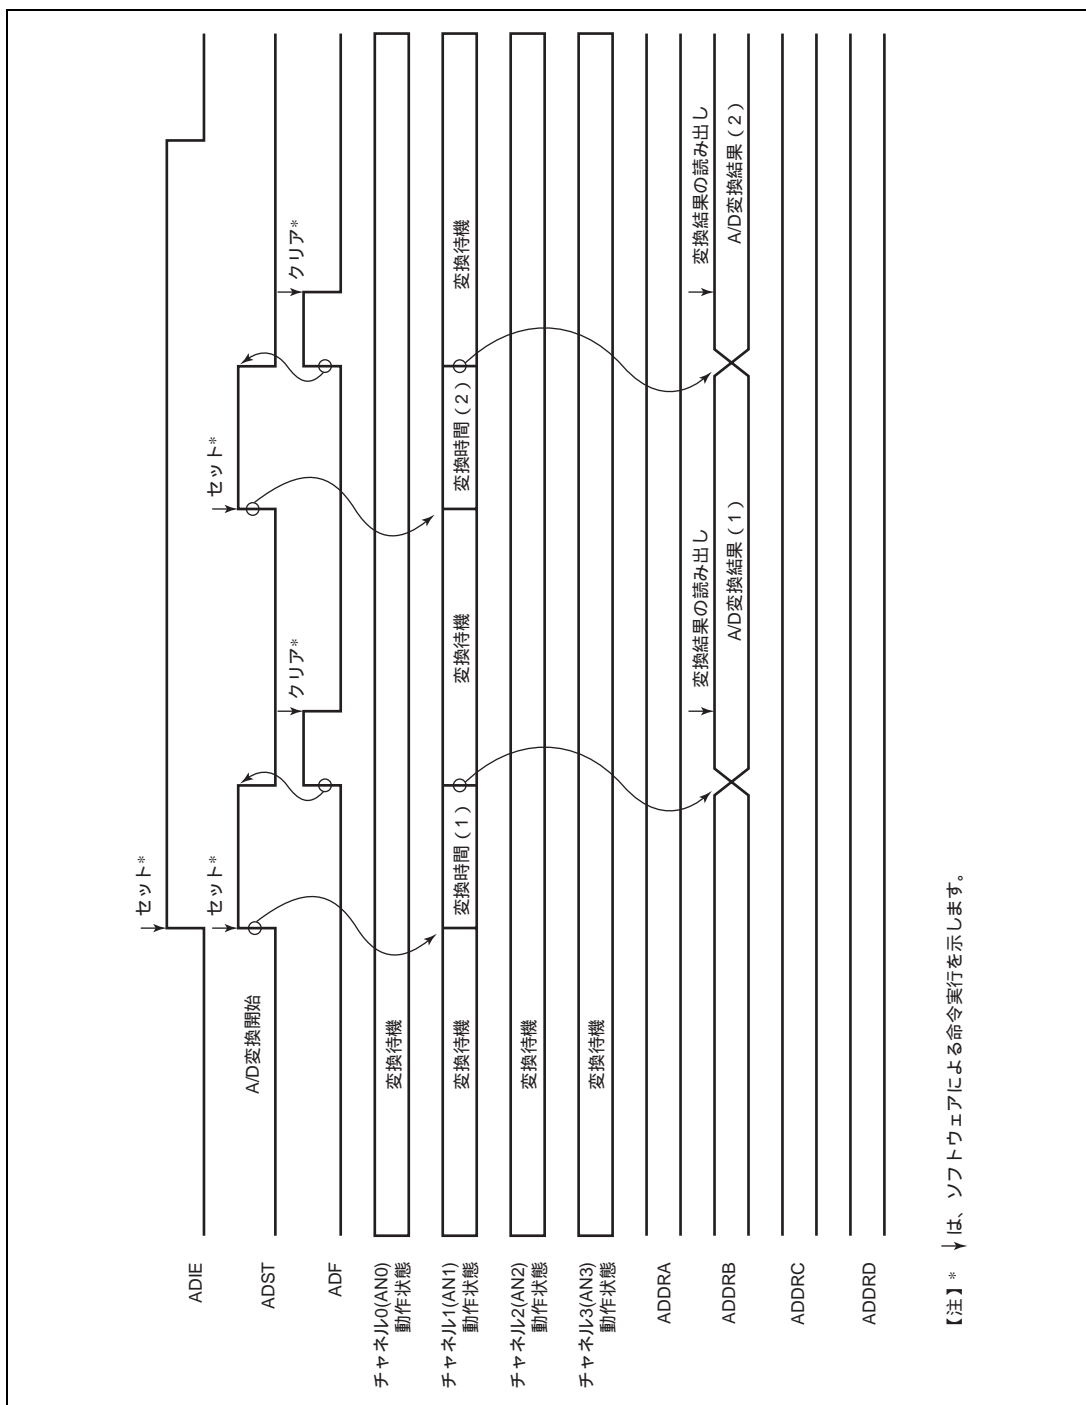 ADIE
セット*
ADST
A/D変換開始
セット*
セット*
ADF
クリア*
クリア*
チャネル0(AN0)
動作状態
変換待機
チャネル1(AN1)
動作状態
変換待機
変換時間（1）
変換待機
変換時間（2）
変換待機
チャネル2(AN2)
動作状態
変換待機
チャネル3(AN3)
動作状態
変換待機
ADDRA
ADDRB
変換結果の読み出し
A/D変換結果（1）
変換結果の読み出し
A/D変換結果（2）
ADDRC
ADDRD
【注】* ↓は、ソフトウェアによる命令実行を示します。